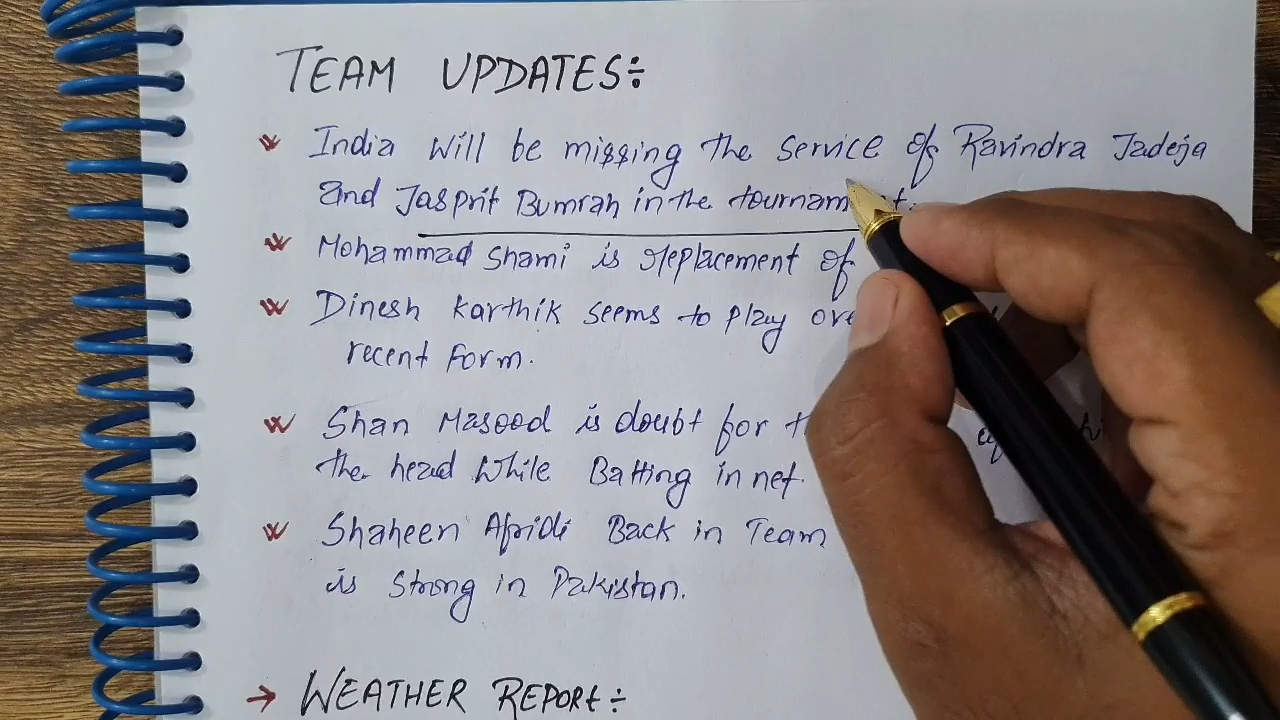 TEAM UPDATES:
India will be missing the service of Ravindra Jadeja
and Jasprit Bumrah in the
Mohammad Shami is replacement of
Dinesh Karthik seems to play
recent form.
Shan Masood is doubt for
the head while Batting in net.
Shaheen Afridi Back in Team
is strong in Pakistan.
→ WEATHER REPORT: